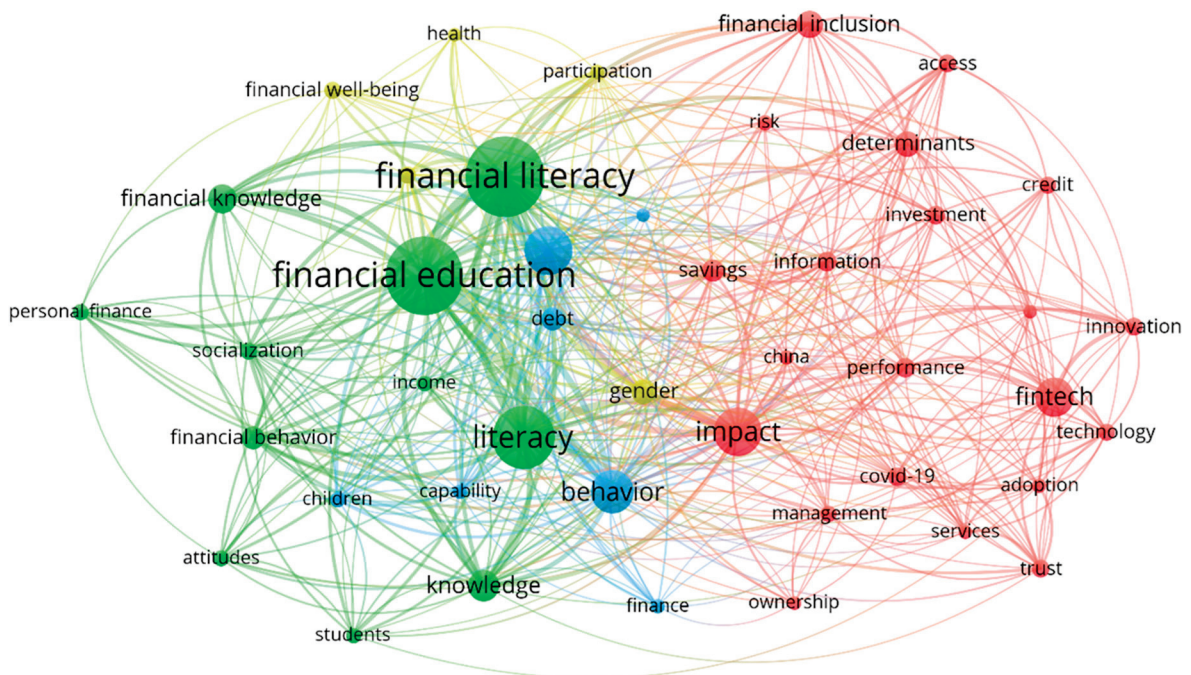 financial inclusion
health
access
participation
financial well-being
risk
determinants
financial literacy
credit
financial knowledge
investment
information
savings
financial education
personal finance
debt
innovation
socialization
china
performance
income
gender
fintech
impact
technology
literacy
financial behavior
covid-19
adoption
behavior
capability
children
management
services
attitudes
trust
knowledge
ownership
finance
students